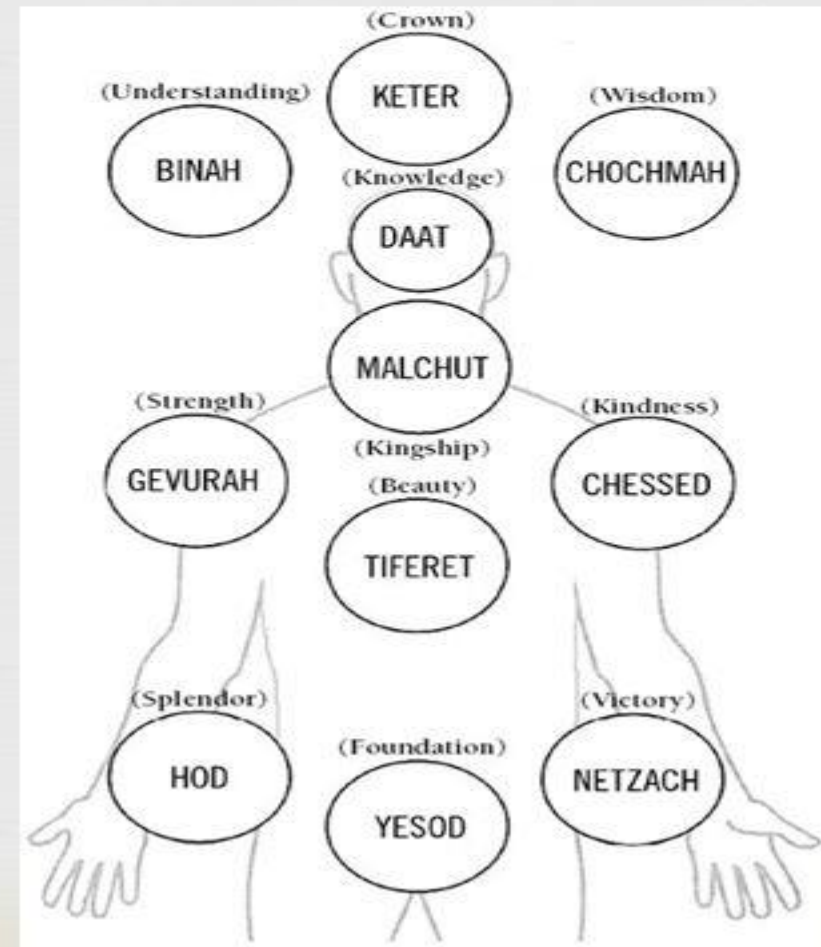 (Crown)
KETER
(Understanding)
BINAH
(Wisdom)
CHOCHMAH
(Knowledge)
DAAT
MALCHUT
(Kingship)
(Strength)
GEVURAH
(Kindness)
CHESSED
(Beauty)
TIFERET
(Splendor)
HOD
(Foundation)
YESOD
(Victory)
NETZACH